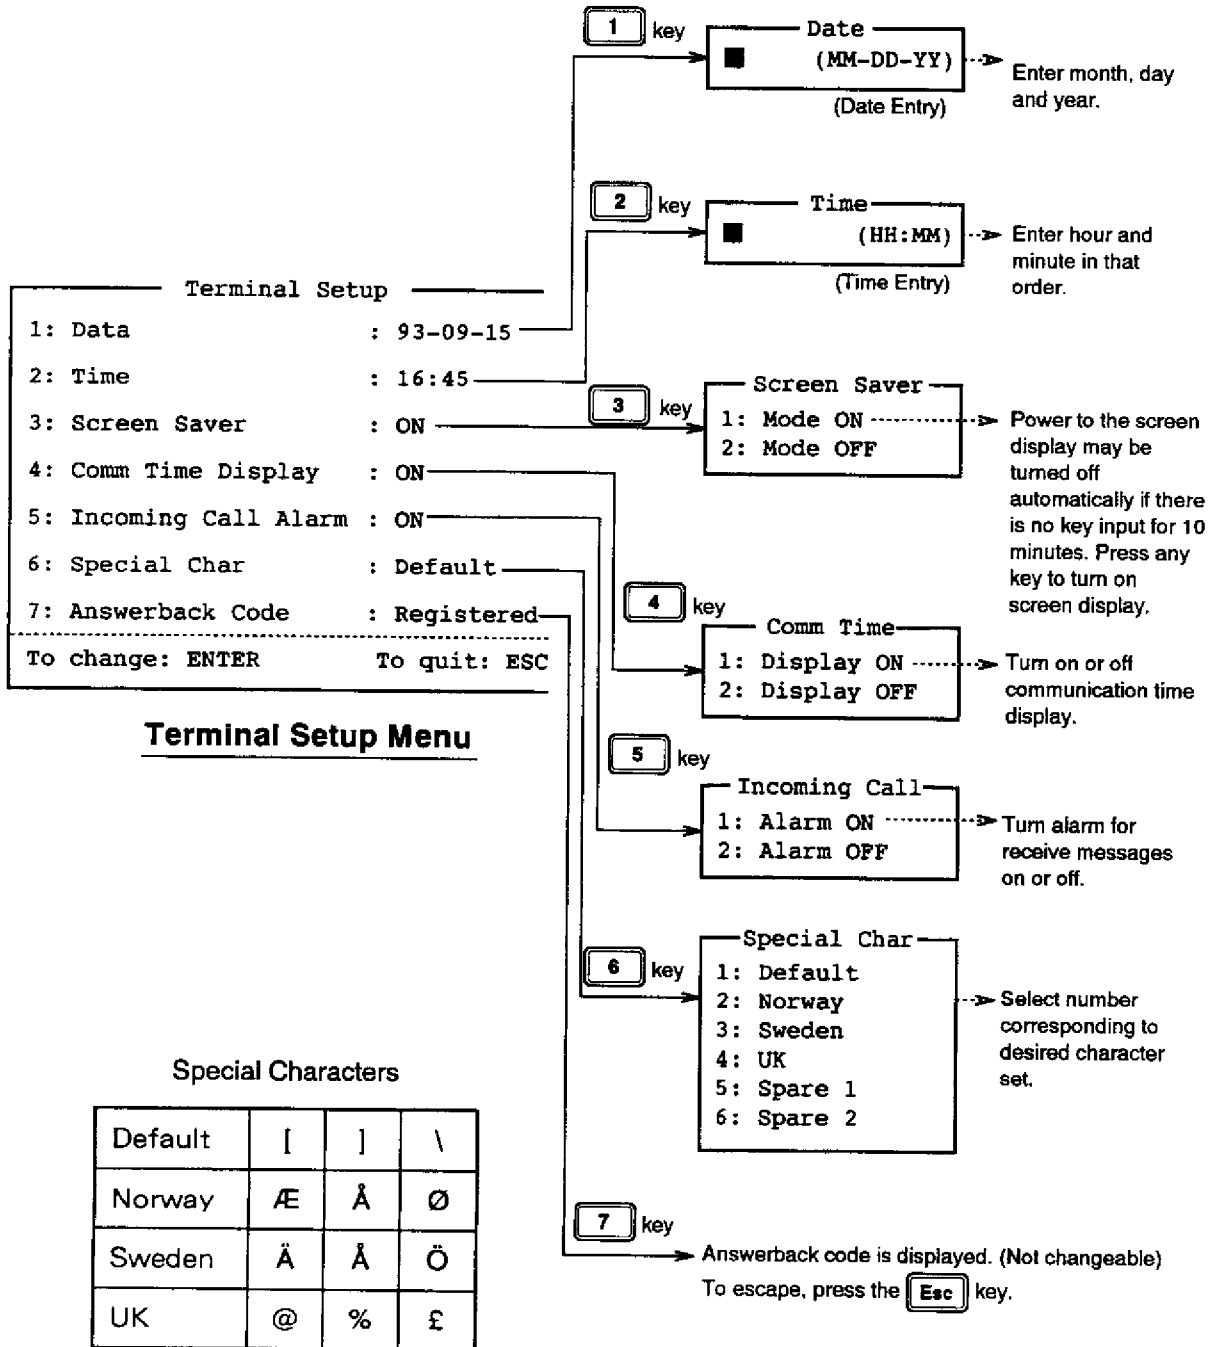 1 key
Date
(MM-DD-YY)
(Date Entry)
Enter month, day
and year.
2 key
Time
(HH:MM)
(Time Entry)
Enter hour and
minute in that
order.
Terminal Setup
1: Data : 93-09-15
2: Time : 16:45
3: Screen Saver : ON
4: Comm Time Display : ON
5: Incoming Call Alarm : ON
6: Special Char : Default
7: Answerback Code : Registered
To change: ENTER To quit: ESC
Terminal Setup Menu
3 key
Screen Saver
1: Mode ON
2: Mode OFF
Power to the screen
display may be
turned off
automatically if there
is no key input for 10
minutes. Press any
key to turn on
screen display.
4 key
Comm Time
1: Display ON
2: Display OFF
Turn on or off
communication time
display.
5 key
Incoming Call
1: Alarm ON
2: Alarm OFF
Turn alarm for
receive messages
on or off.
6 key
Special Char
1: Default
2: Norway
3: Sweden
4: UK
5: Spare 1
6: Spare 2
Select number
corresponding to
desired character
set.
7 key
Answerback code is displayed. (Not changeable)
To escape, press the Esc key.
Special Characters
Default [ ] \
Norway Æ Å Ø
Sweden Ä Å Ö
UK @ % £